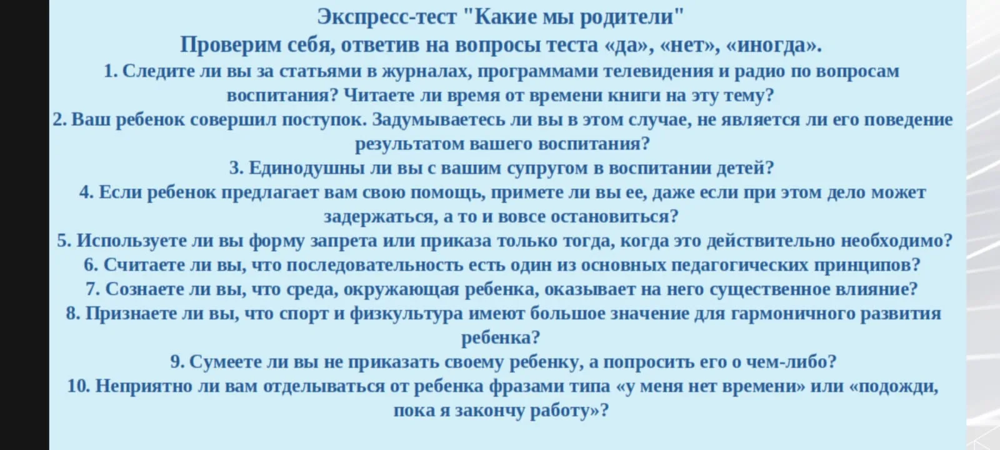 Экспресс-тест "Какие мы родители"
Проверим себя, ответив на вопросы теста «да», «нет», «иногда».
1. Следите ли вы за статьями в журналах, программами телевидения и радио по вопросам
воспитания? Читаете ли время от времени книги на эту тему?
2. Ваш ребенок совершил поступок. Задумываетесь ли вы в этом случае, не является ли его поведение
результатом вашего воспитания?
3. Единодушны ли вы с вашим супругом в воспитании детей?
4. Если ребенок предлагает вам свою помощь, примете ли вы ее, даже если при этом дело может
задержаться, а то и вовсе остановиться?
5. Используете ли вы форму запрета или приказа только тогда, когда это действительно необходимо?
6. Считаете ли вы, что последовательность есть один из основных педагогических принципов?
7. Сознаете ли вы, что среда, окружающая ребенка, оказывает на него существенное влияние?
8. Признаете ли вы, что спорт и физкультура имеют большое значение для гармоничного развития
ребенка?
9. Сумеете ли вы не приказать своему ребенку, а попросить его о чем-либо?
10. Неприятно ли вам отделываться от ребенка фразами типа «у меня нет времени» или «подожди,
пока я закончу работу»?